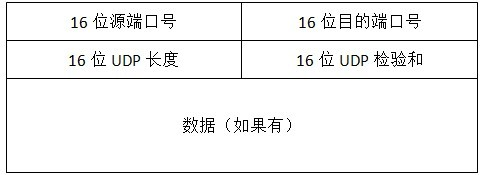 16 位源端口号
16 位目的端口号
16 位 UDP 长度
16 位 UDP 检验和
数据（如果有）